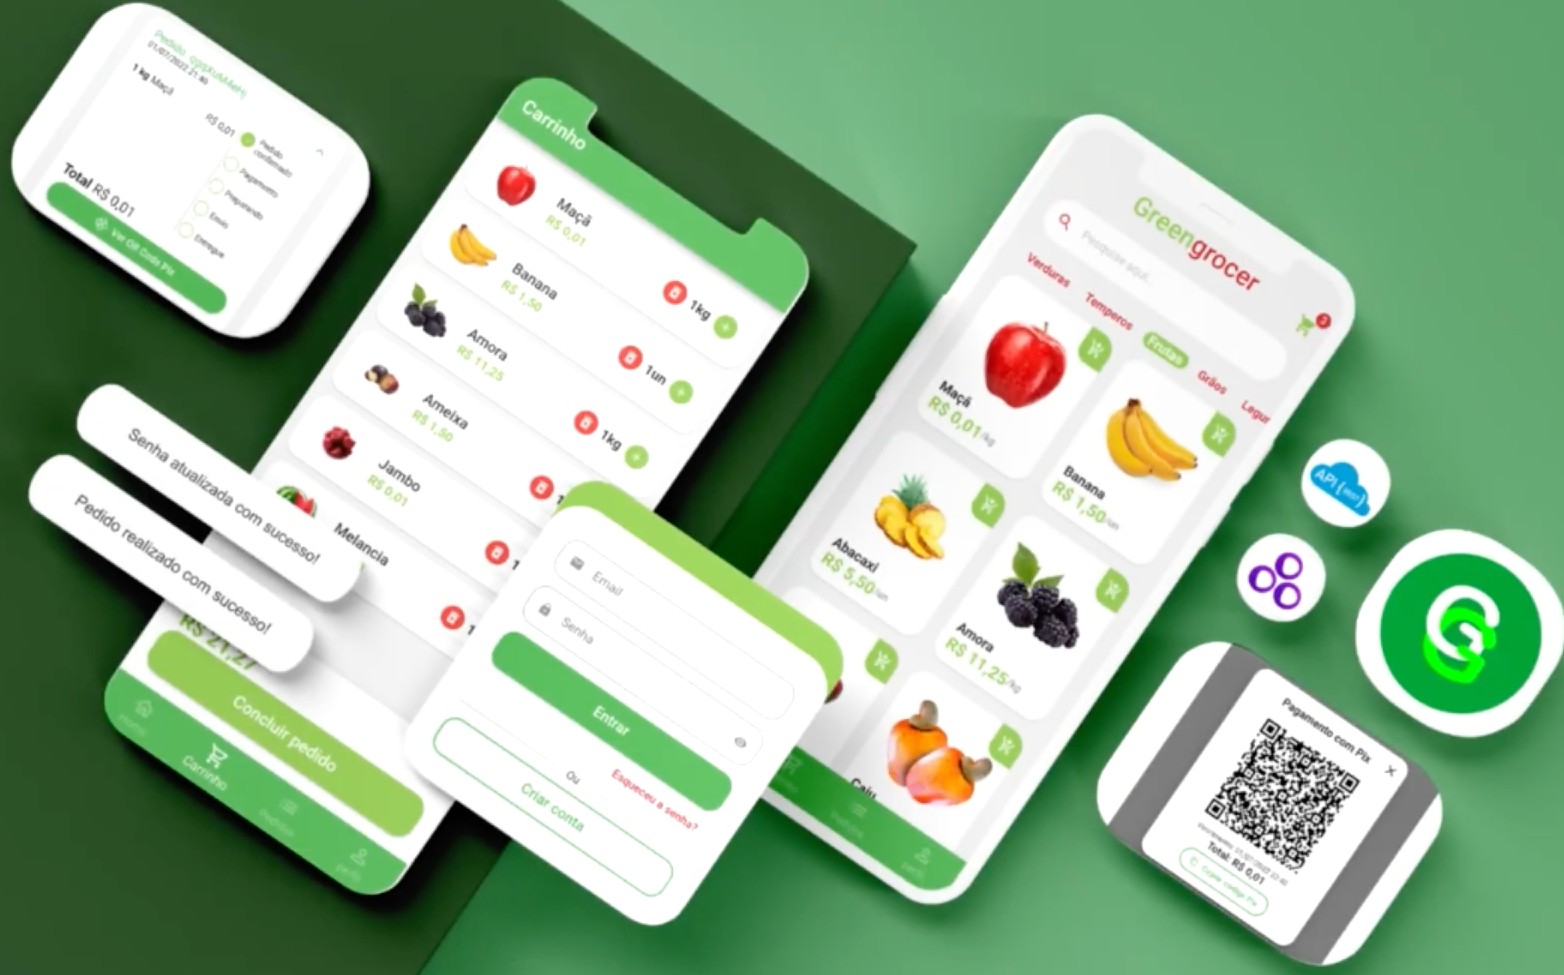 Pedido
01/07/2022 21:40
1 kg Maçã
R$ 0,01
Pedido
confirmado
Pagamento
Preparando
Envio
Entregue
Total R$ 0,01
Ver QR Code Pix
Carrinho
Maçã
R$ 0,01
1kg
Banana
R$ 1,50
1un
Amora
R$ 11,25
1kg
Ameixa
R$ 1,50
Jambo
R$ 0,01
Melancia
Senha atualizada com sucesso!
Pedido realizado com sucesso!
R$ 21,27
Concluir pedido
Home
Carrinho
Pedidos
Perfil
Email
Senha
Entrar
Esqueceu a senha?
Ou
Criar conta
Greengrocer
Pesquise aqui...
3
Verduras Temperos Frutas Grãos Legum
Maçã
R$ 0,01/kg
Banana
R$ 1,50/un
Abacaxi
R$ 5,50/un
Amora
R$ 11,25/kg
Caju
API {REST}
G
Pagamento com Pix
Total: R$ 0,01
Copiar código Pix